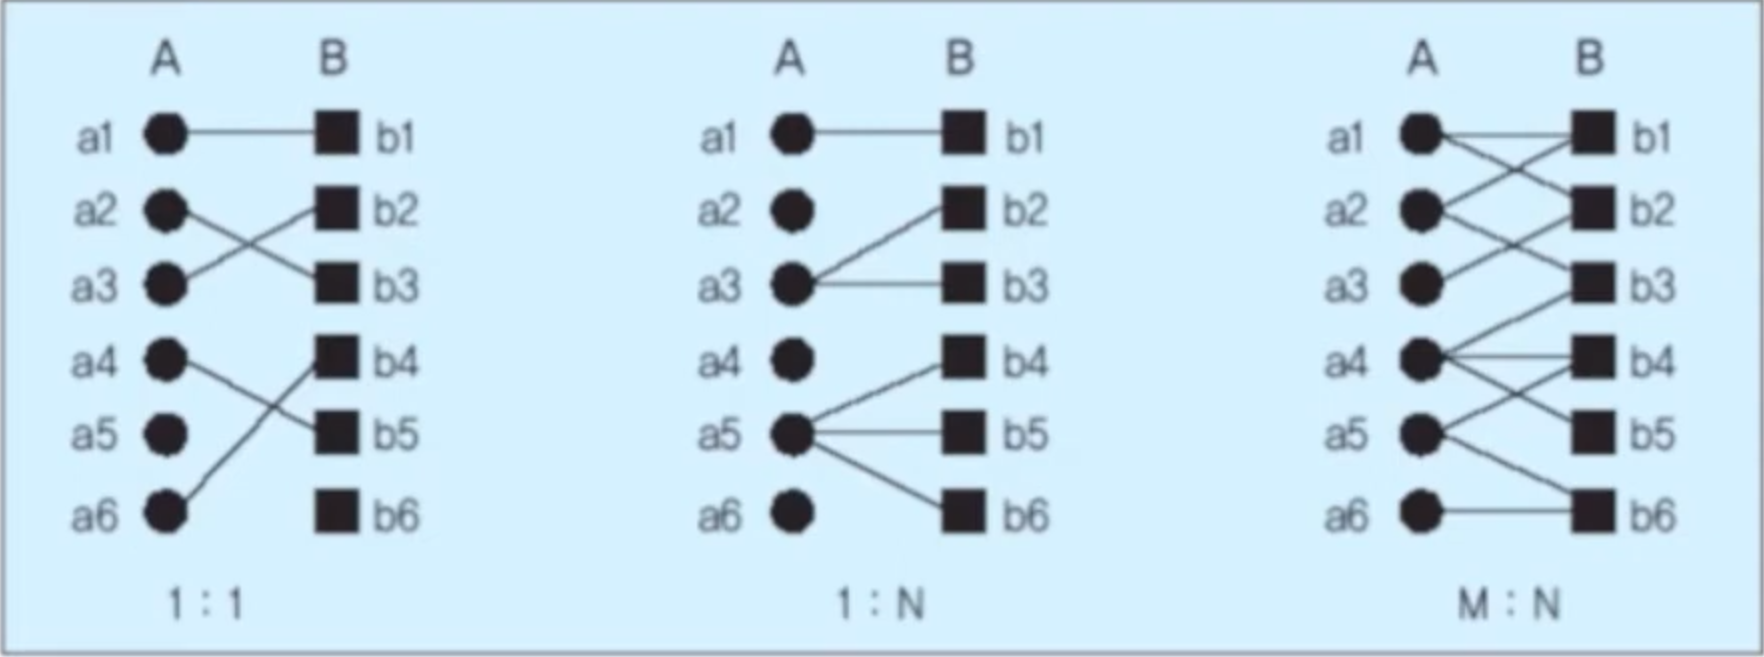 A B A B A B
a1 b1 a1 b1 a1 b1
a2 b2 a2 b2 a2 b2
a3 b3 a3 b3 a3 b3
a4 b4 a4 b4 a4 b4
a5 b5 a5 b5 a5 b5
a6 b6 a6 b6 a6 b6
1 : 1 1 : N M : N